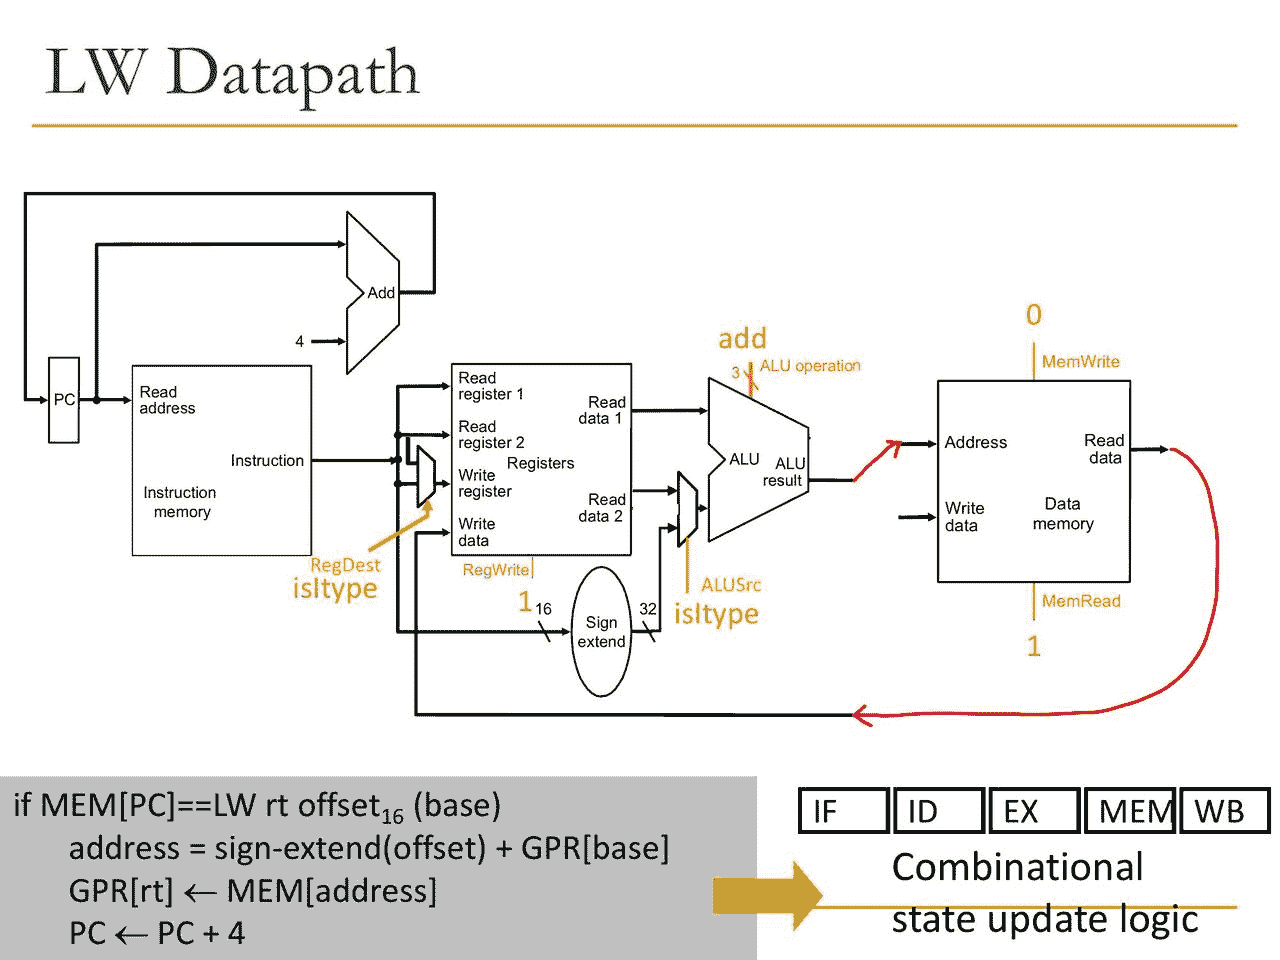 LW Datapath
Add
4
PC
Read
address
Instruction
Instruction
memory
RegDest
isItype
Read
register 1
Read
register 2
Write
register
Write
data
Registers
Read
data 1
Read
data 2
RegWrite
1
16
Sign
extend
32
add
3
ALU operation
ALU
ALU
result
ALUSrc
isItype
0
MemWrite
Address
Read
data
Write
data
Data
memory
MemRead
1
if MEM[PC]==LW rt offset16 (base)
address = sign-extend(offset) + GPR[base]
GPR[rt] ← MEM[address]
PC ← PC + 4
IF ID EX MEM WB
Combinational
state update logic